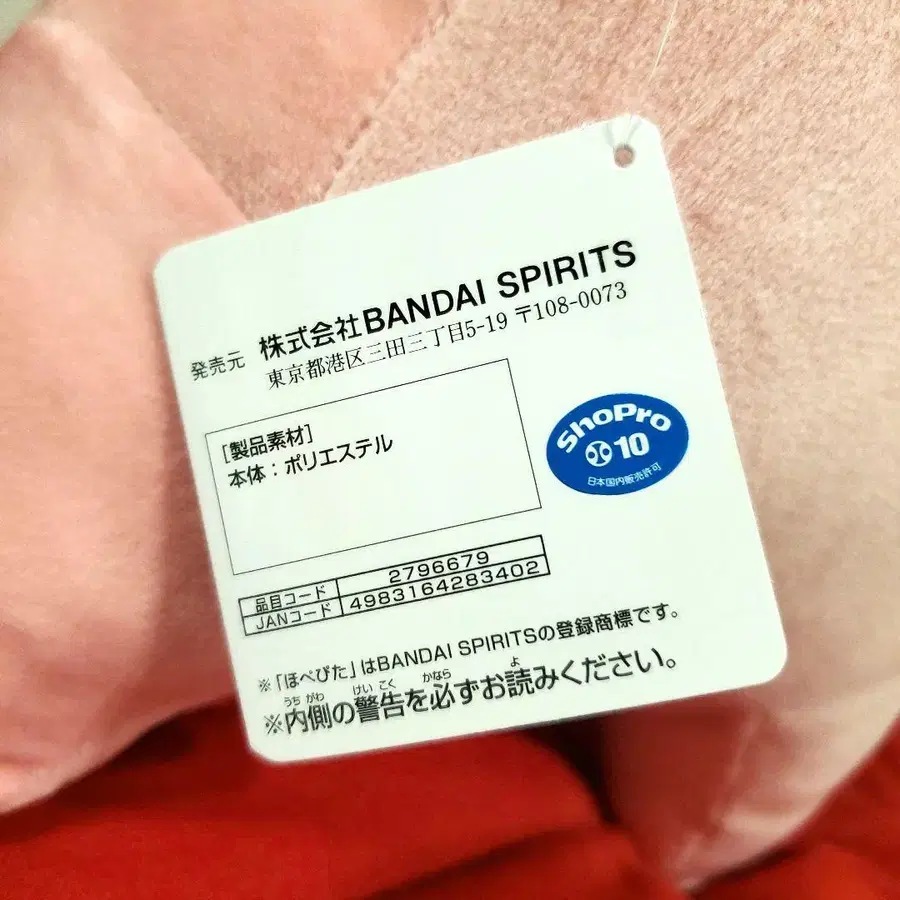 発売元 株式会社BANDAI SPIRITS
東京都港区三田三丁目5-19 〒108-0073
[製品素材]
本体：ポリエステル
ShoPro
10
日本国内販売許可
品目コード 2796679
JANコード 4983164283402
※「ほぺぴた」はBANDAI SPIRITSの登録商標です。
うちがわ けいこく かなら よ
※内側の警告を必ずお読みください。